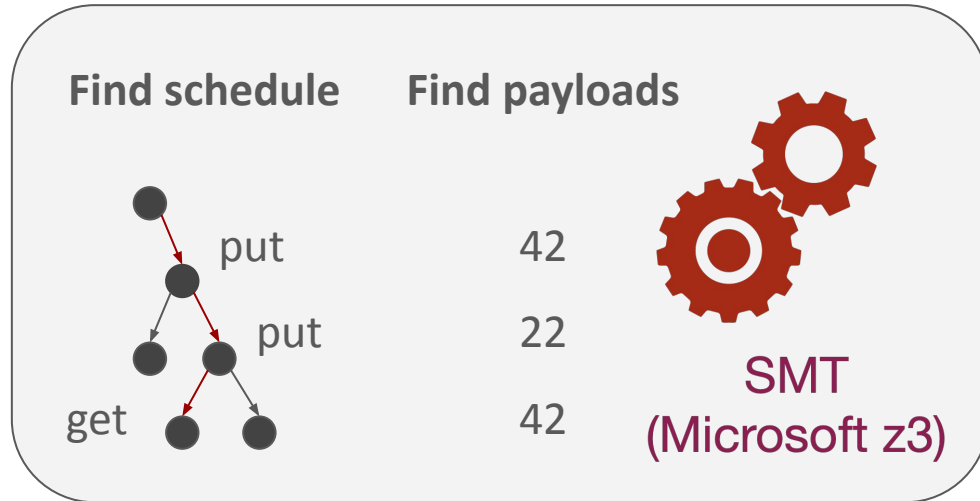 Find schedule
Find payloads
put
42
put
22
get
42
SMT
(Microsoft z3)